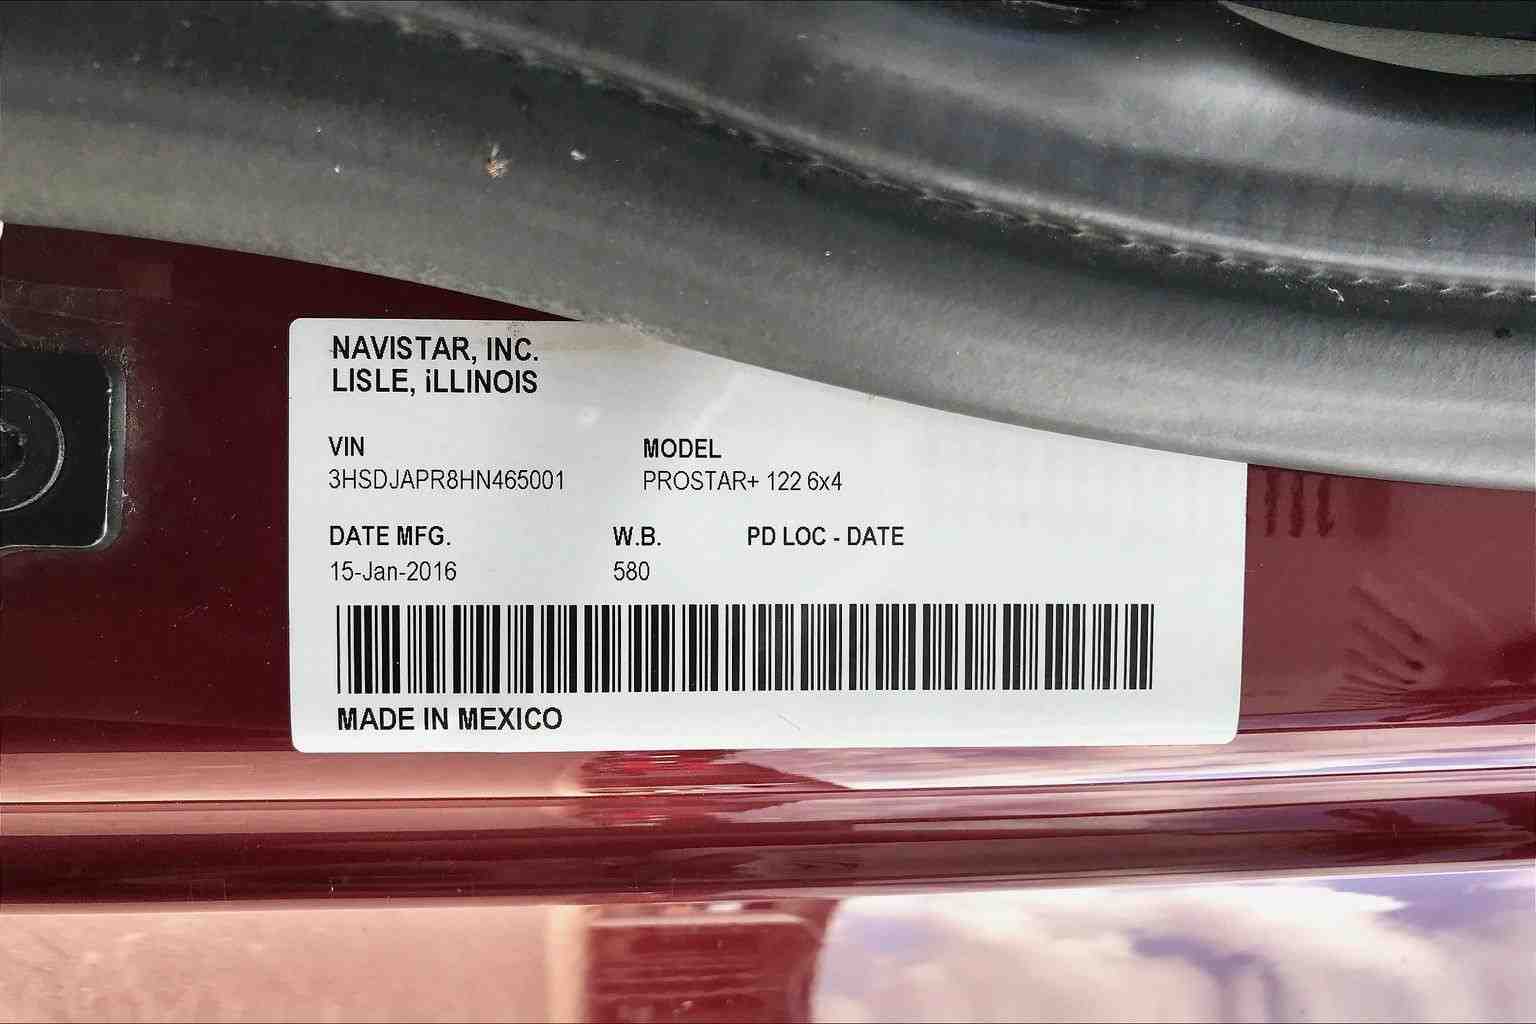 NAVISTAR, INC.
LISLE, iLLINOIS
VIN MODEL
3HSDJAPR8HN465001 PROSTAR+ 122 6x4
DATE MFG. W.B. PD LOC - DATE
15-Jan-2016 580
MADE IN MEXICO